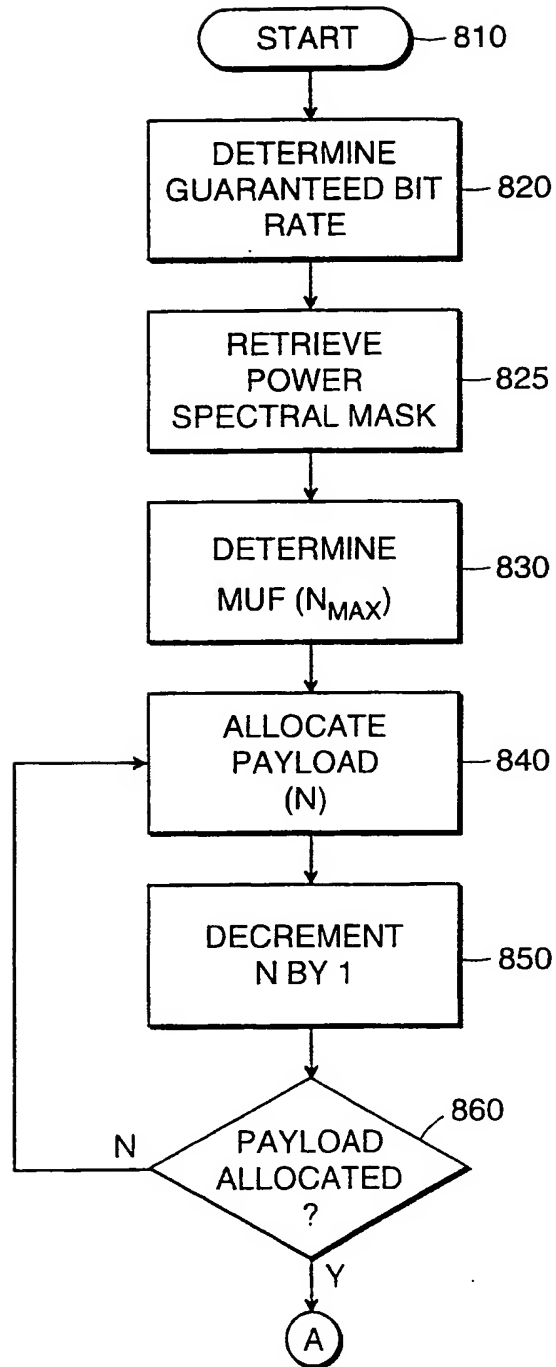 START
810
DETERMINE
GUARANTEED BIT
RATE
820
RETRIEVE
POWER
SPECTRAL MASK
825
DETERMINE
MUF (NMAX)
830
ALLOCATE
PAYLOAD
(N)
840
DECREMENT
N BY 1
850
PAYLOAD
ALLOCATED
?
860
N
Y
A